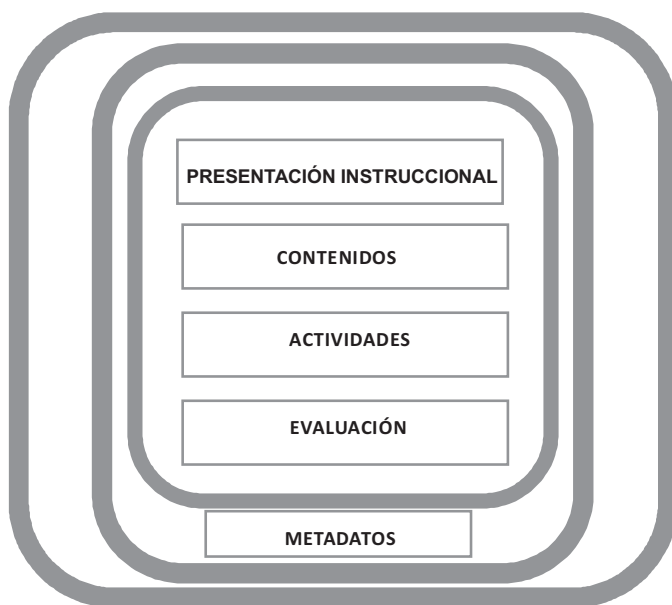 PRESENTACIÓN INSTRUCCIONAL
CONTENIDOS
ACTIVIDADES
EVALUACIÓN
METADATOS